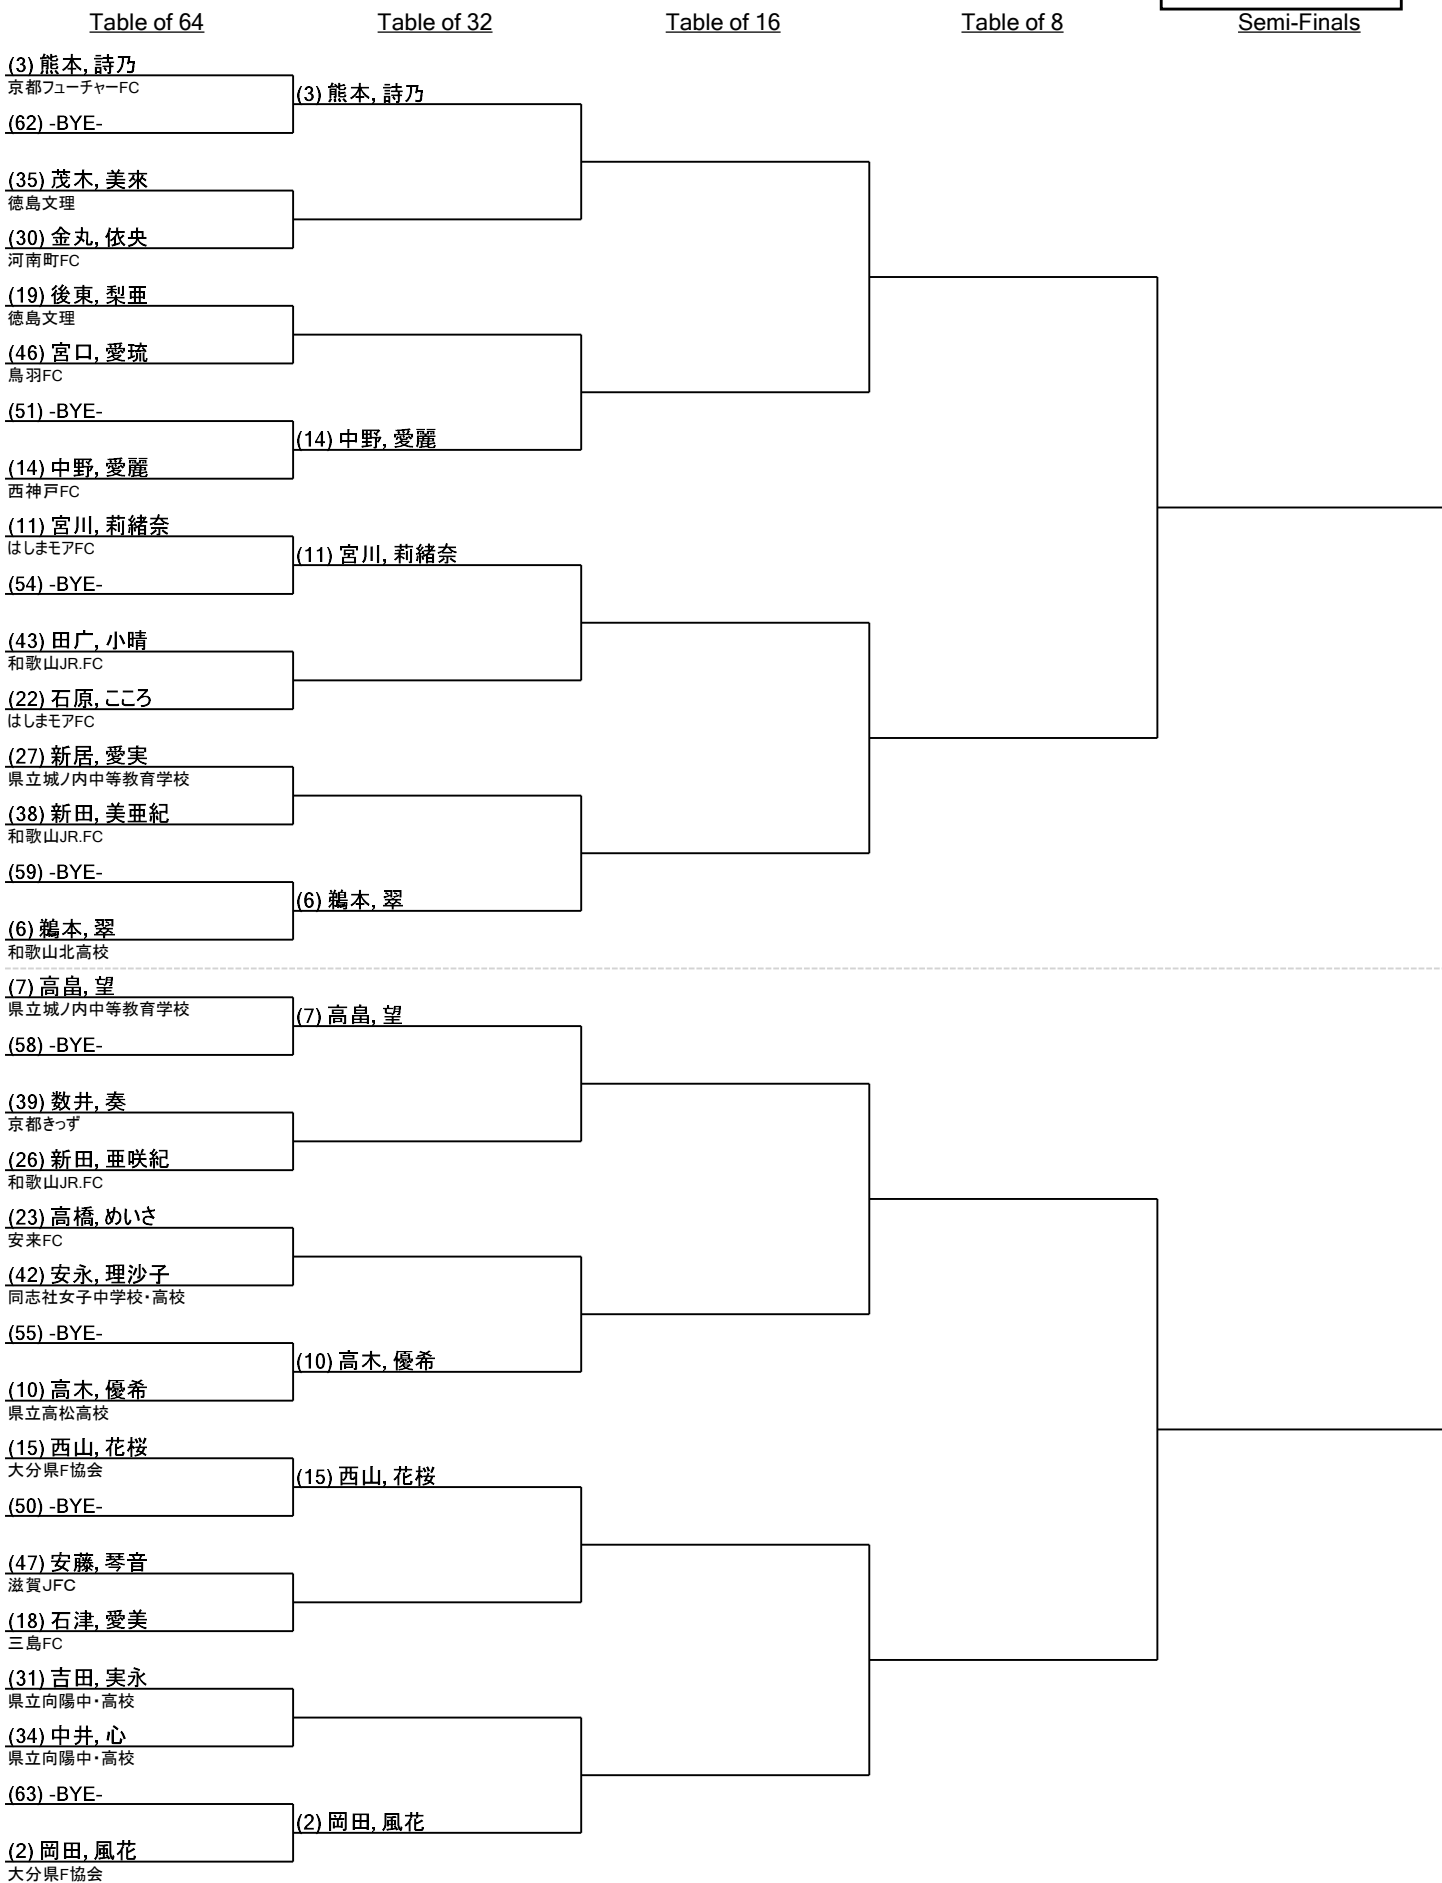 Table of 64 Table of 32 Table of 16 Table of 8 Semi-Finals
(3) 熊本, 詩乃
京都フューチャーFC
(3) 熊本, 詩乃
(62) -BYE-
(35) 茂木, 美來
徳島文理
(30) 金丸, 依央
河南町FC
(19) 後東, 梨亜
徳島文理
(46) 宮口, 愛琉
鳥羽FC
(51) -BYE-
(14) 中野, 愛麗
(14) 中野, 愛麗
西神戸FC
(11) 宮川, 莉緒奈
はしまモアFC
(11) 宮川, 莉緒奈
(54) -BYE-
(43) 田广, 小晴
和歌山JR.FC
(22) 石原, こころ
はしまモアFC
(27) 新居, 愛実
県立城ノ内中等教育学校
(38) 新田, 美亜紀
和歌山JR.FC
(59) -BYE-
(6) 鵜本, 翠
(6) 鵜本, 翠
和歌山北高校
(7) 高畠, 望
県立城ノ内中等教育学校
(7) 高畠, 望
(58) -BYE-
(39) 数井, 奏
京都きっず
(26) 新田, 亜咲紀
和歌山JR.FC
(23) 高橋, めいさ
安来FC
(42) 安永, 理沙子
同志社女子中学校・高校
(55) -BYE-
(10) 高木, 優希
(10) 高木, 優希
県立高松高校
(15) 西山, 花桜
大分県F協会
(15) 西山, 花桜
(50) -BYE-
(47) 安藤, 琴音
滋賀JFC
(18) 石津, 愛美
三島FC
(31) 吉田, 実永
県立向陽中・高校
(34) 中井, 心
県立向陽中・高校
(63) -BYE-
(2) 岡田, 風花
(2) 岡田, 風花
大分県F協会